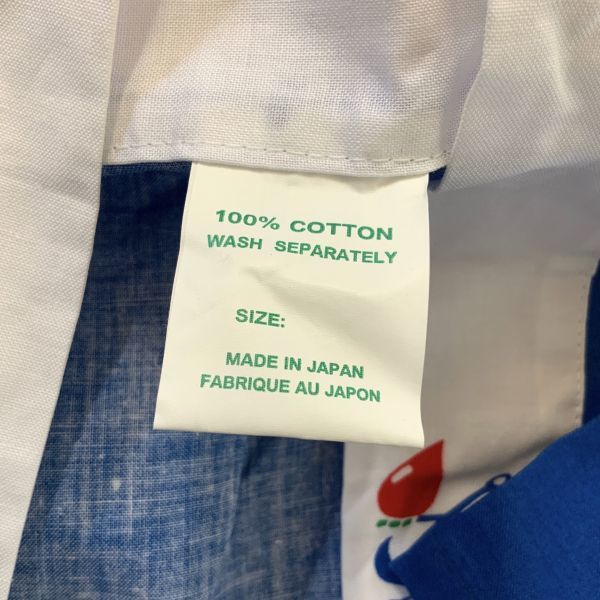 100% COTTON
WASH SEPARATELY
SIZE:
MADE IN JAPAN
FABRIQUE AU JAPON